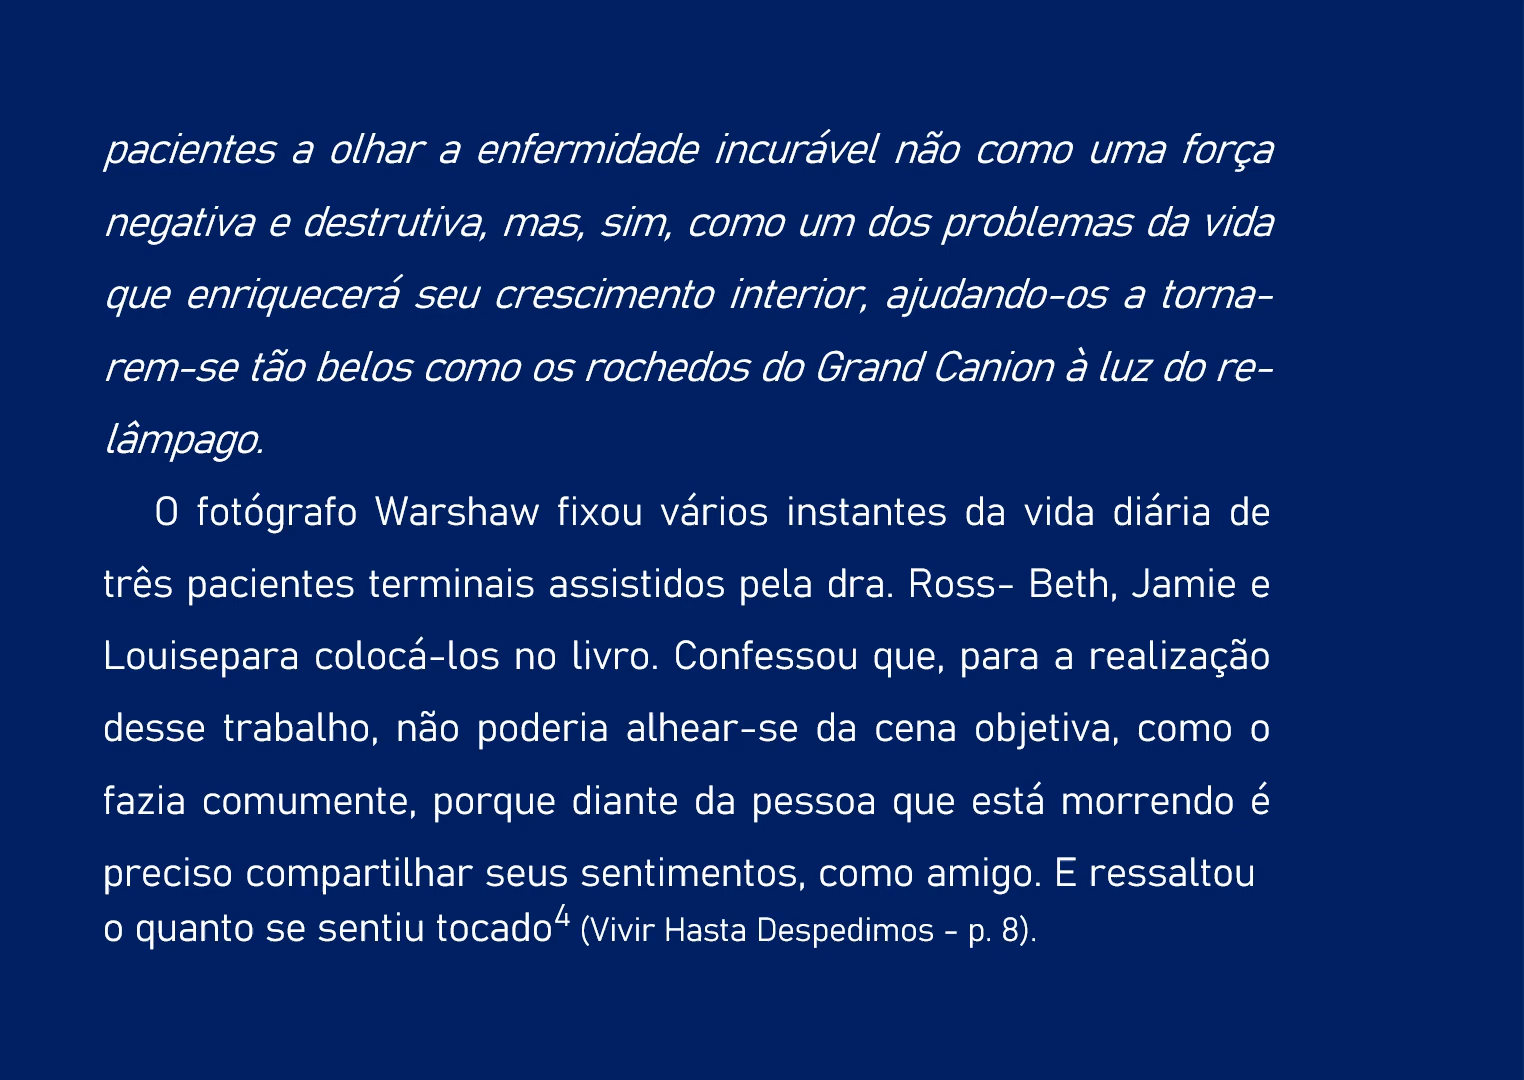 pacientes a olhar a enfermidade incurável não como uma força
negativa e destrutiva, mas, sim, como um dos problemas da vida
que enriquecerá seu crescimento interior, ajudando-os a torna-
rem-se tão belos como os rochedos do Grand Canion à luz do re-
lâmpago.
O fotógrafo Warshaw fixou vários instantes da vida diária de
três pacientes terminais assistidos pela dra. Ross- Beth, Jamie e
Louisepara colocá-los no livro. Confessou que, para a realização
desse trabalho, não poderia alhear-se da cena objetiva, como o
fazia comumente, porque diante da pessoa que está morrendo é
preciso compartilhar seus sentimentos, como amigo. E ressaltou
o quanto se sentiu tocado⁴ (Vivir Hasta Despedimos - p. 8).